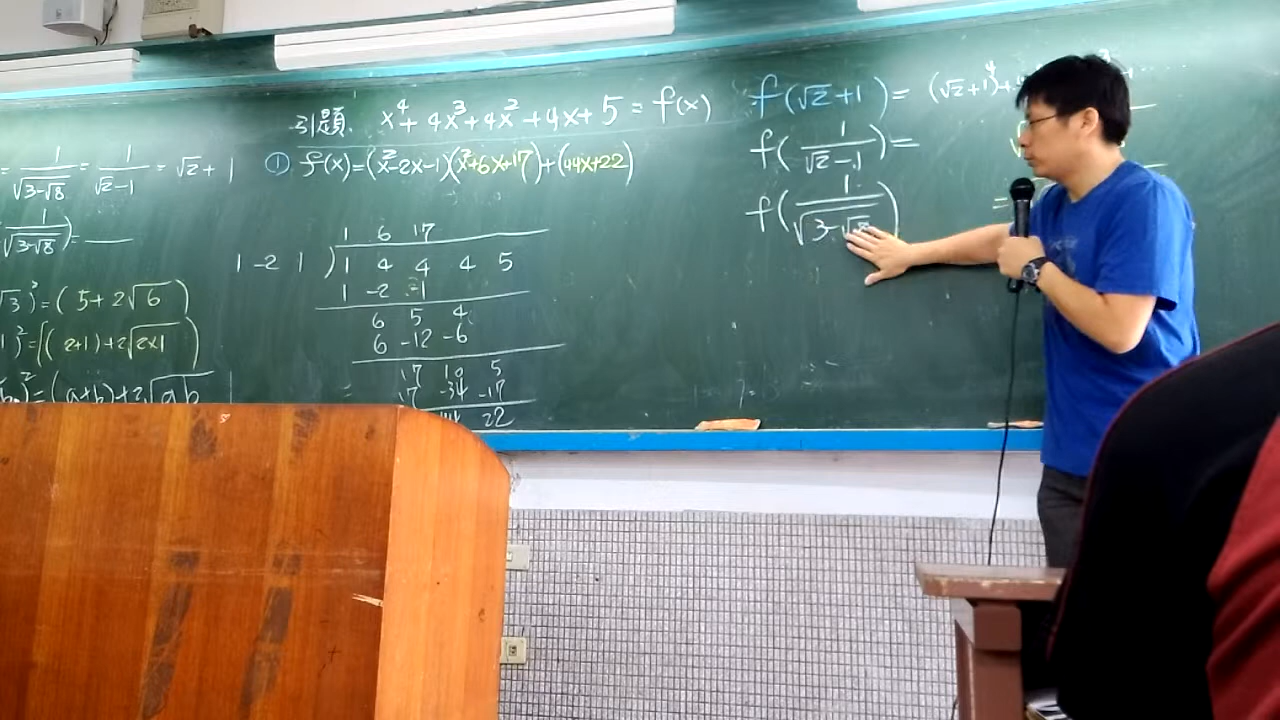 1/√(3-√8) = 1/(√2-1) = √2+1
1/√(3-√8)) =
√3)² = (5+2√6)
1)² = ((2+1)+2√2x1)
)² = (a+b)+2√ab
引題. x⁴+4x³+4x²+4x+5=f(x)
① f(x)=(x²-2x-1)(x²+6x+17)+(44x+22)
1 6 17
1 -2 1 ) 1 4 4 4 5
1 -2 -1
6 5 4
6 -12 -6
17 10 5
17 -34 -17
44 22
f(√2+1)= (√2+1)⁴+
f(1/(√2-1))=
f(1/√(3-√8))
=